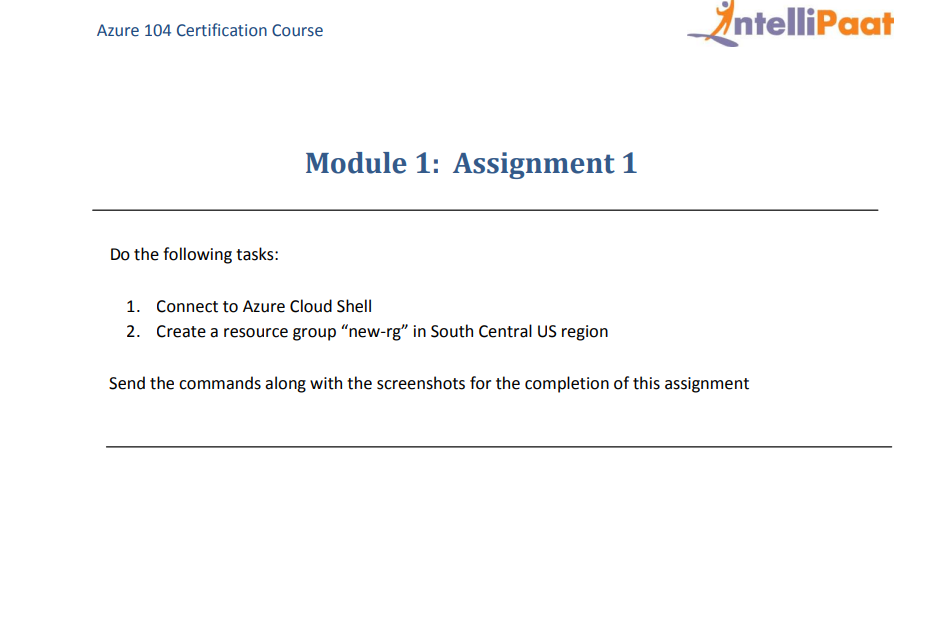 Azure 104 Certification Course
IntelliPaat
Module 1: Assignment 1
Do the following tasks:
1. Connect to Azure Cloud Shell
2. Create a resource group “new-rg” in South Central US region
Send the commands along with the screenshots for the completion of this assignment